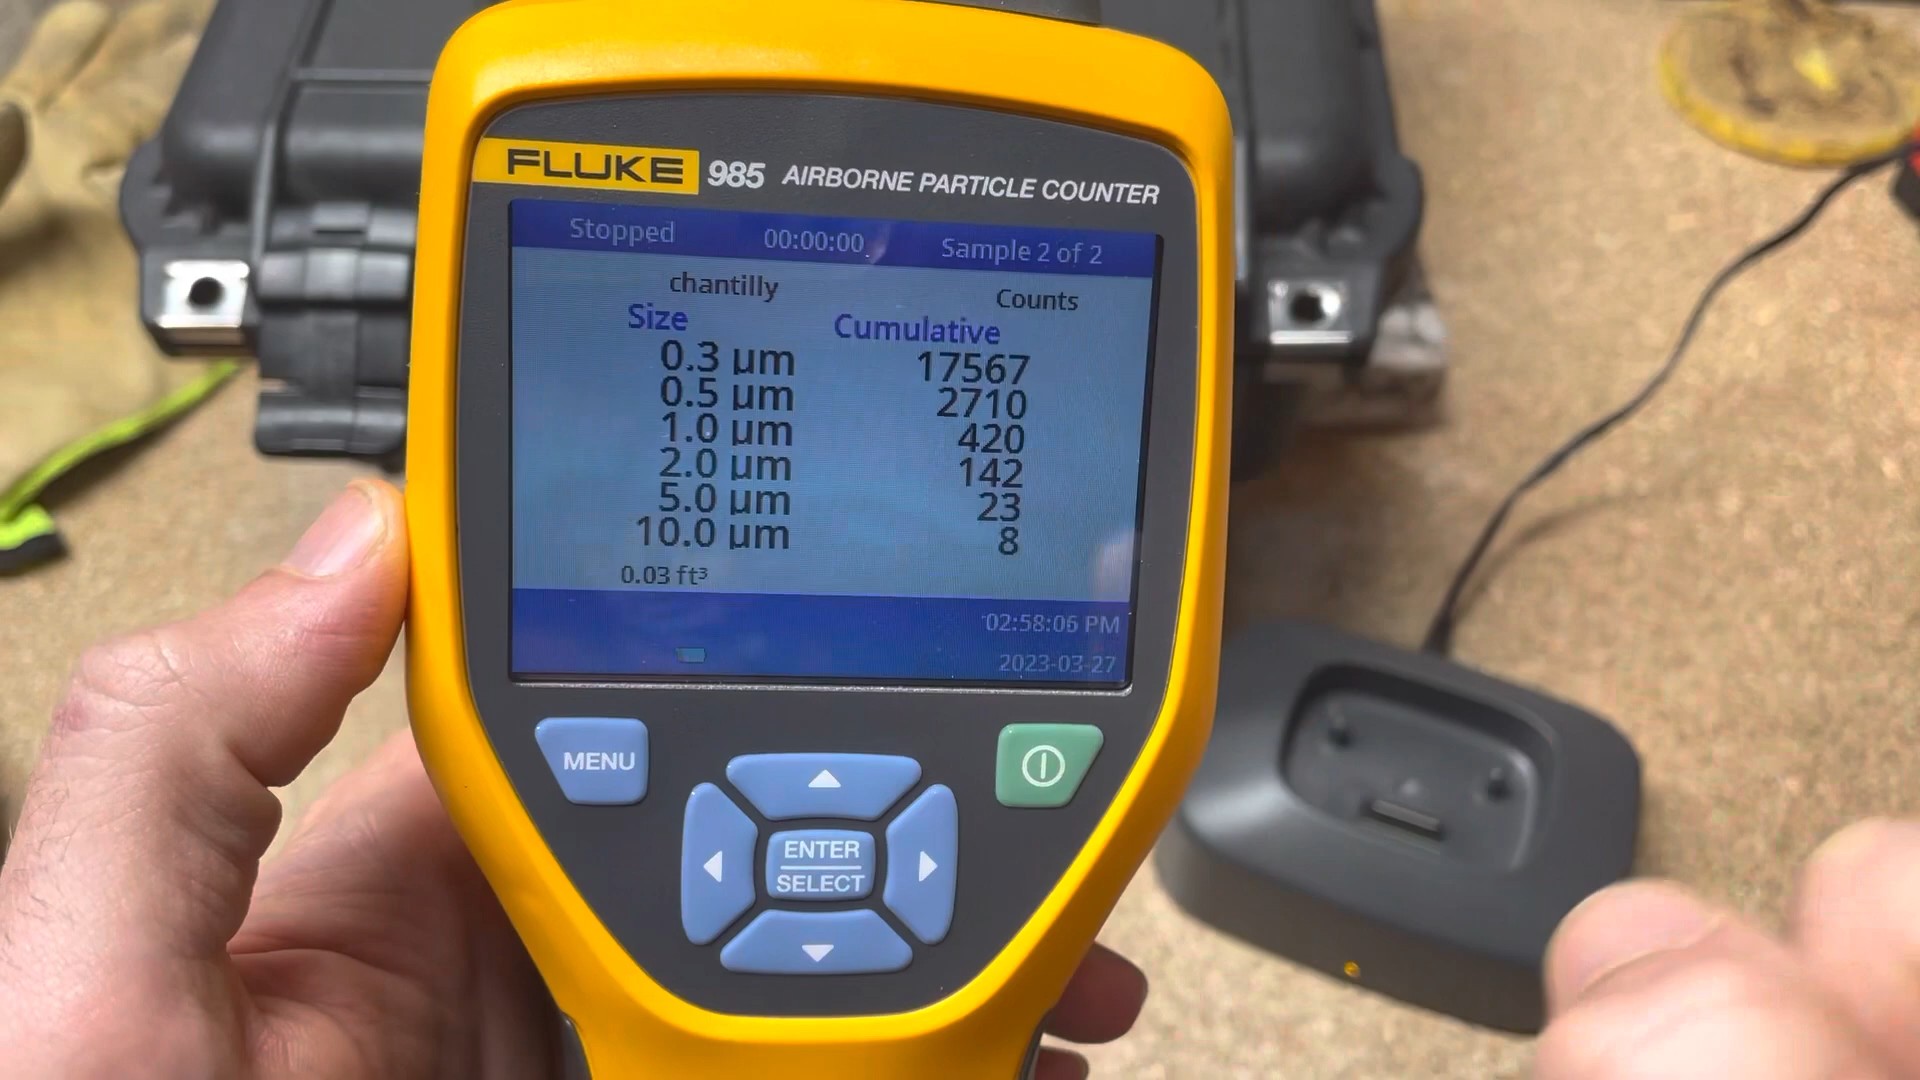 FLUKE 985 AIRBORNE PARTICLE COUNTER
Stopped 00:00:00 Sample 2 of 2
chantilly Counts
Size Cumulative
0.3 µm 17567
0.5 µm 2710
1.0 µm 420
2.0 µm 142
5.0 µm 23
10.0 µm 8
0.03 ft³
02:58:06 PM
2023-03-27
MENU
ENTER
SELECT